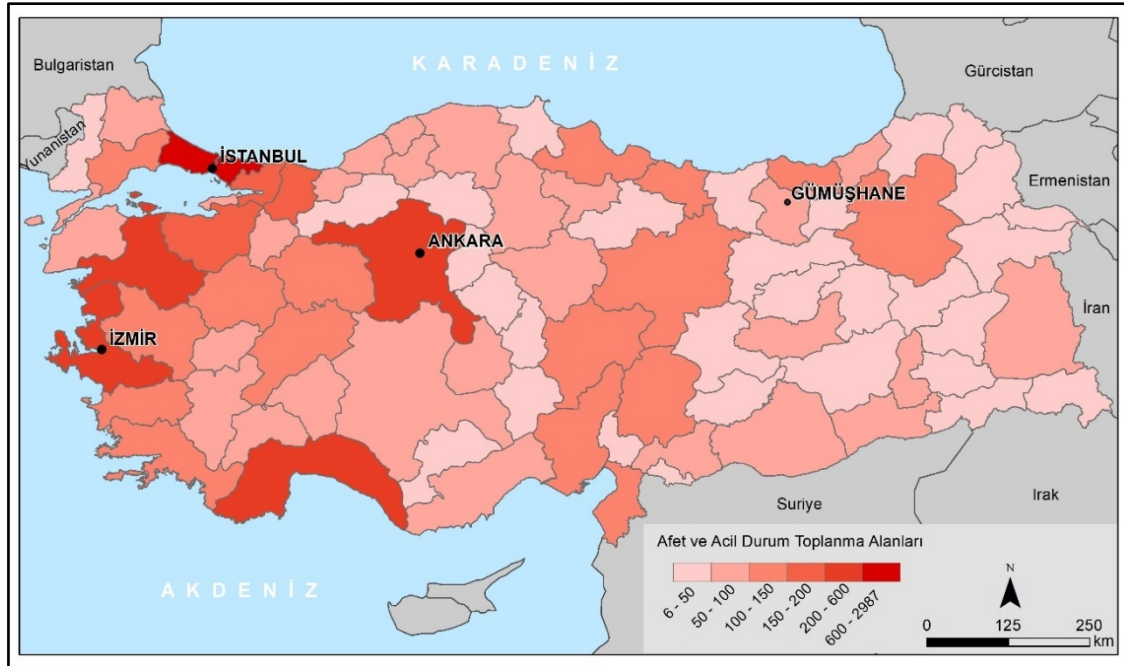 Bulgaristan
KARADENİZ
Gürcistan
Yunanistan
İSTANBUL
Ermenistan
GÜMÜŞHANE
ANKARA
İran
İZMİR
Suriye
Irak
AKDENİZ
Afet ve Acil Durum Toplanma Alanları
6 - 50
50 - 100
100 - 150
150 - 200
200 - 600
600 - 2987
N
0 125 250
km